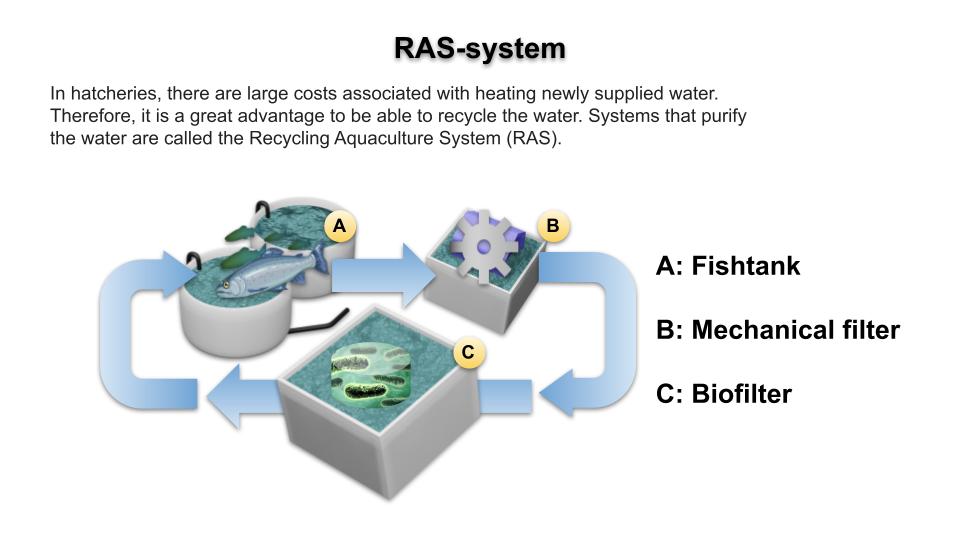 RAS-system
In hatcheries, there are large costs associated with heating newly supplied water.
Therefore, it is a great advantage to be able to recycle the water. Systems that purify
the water are called the Recycling Aquaculture System (RAS).
A
B
A: Fishtank
B: Mechanical filter
C
C: Biofilter